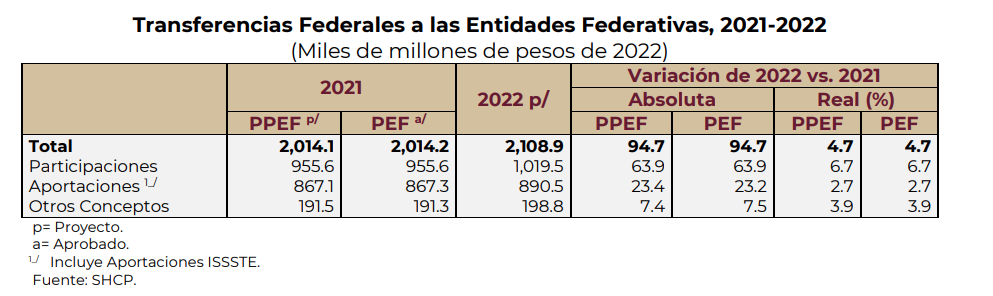 Transferencias Federales a las Entidades Federativas, 2021-2022
(Miles de millones de pesos de 2022)
2021 2022 p/ Variación de 2022 vs. 2021
Absoluta Real (%)
PPEF p/ PEF a/ PPEF PEF PPEF PEF
Total 2,014.1 2,014.2 2,108.9 94.7 94.7 4.7 4.7
Participaciones 955.6 955.6 1,019.5 63.9 63.9 6.7 6.7
Aportaciones 1_/ 867.1 867.3 890.5 23.4 23.2 2.7 2.7
Otros Conceptos 191.5 191.3 198.8 7.4 7.5 3.9 3.9
p= Proyecto.
a= Aprobado.
1_/ Incluye Aportaciones ISSSTE.
Fuente: SHCP.